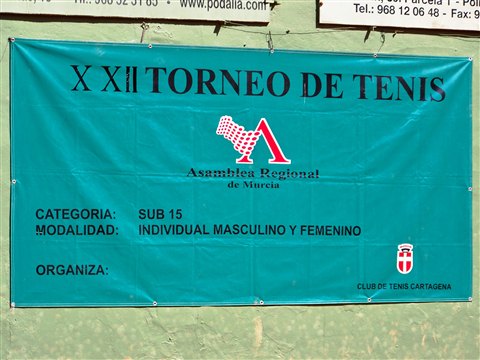 www.podalia.com
Tel.: 968 12 06 48 - Fax:
X XII TORNEO DE TENIS
Asamblea Regional
de Murcia
CATEGORIA: SUB 15
MODALIDAD: INDIVIDUAL MASCULINO Y FEMENINO
ORGANIZA:
CLUB DE TENIS CARTAGENA